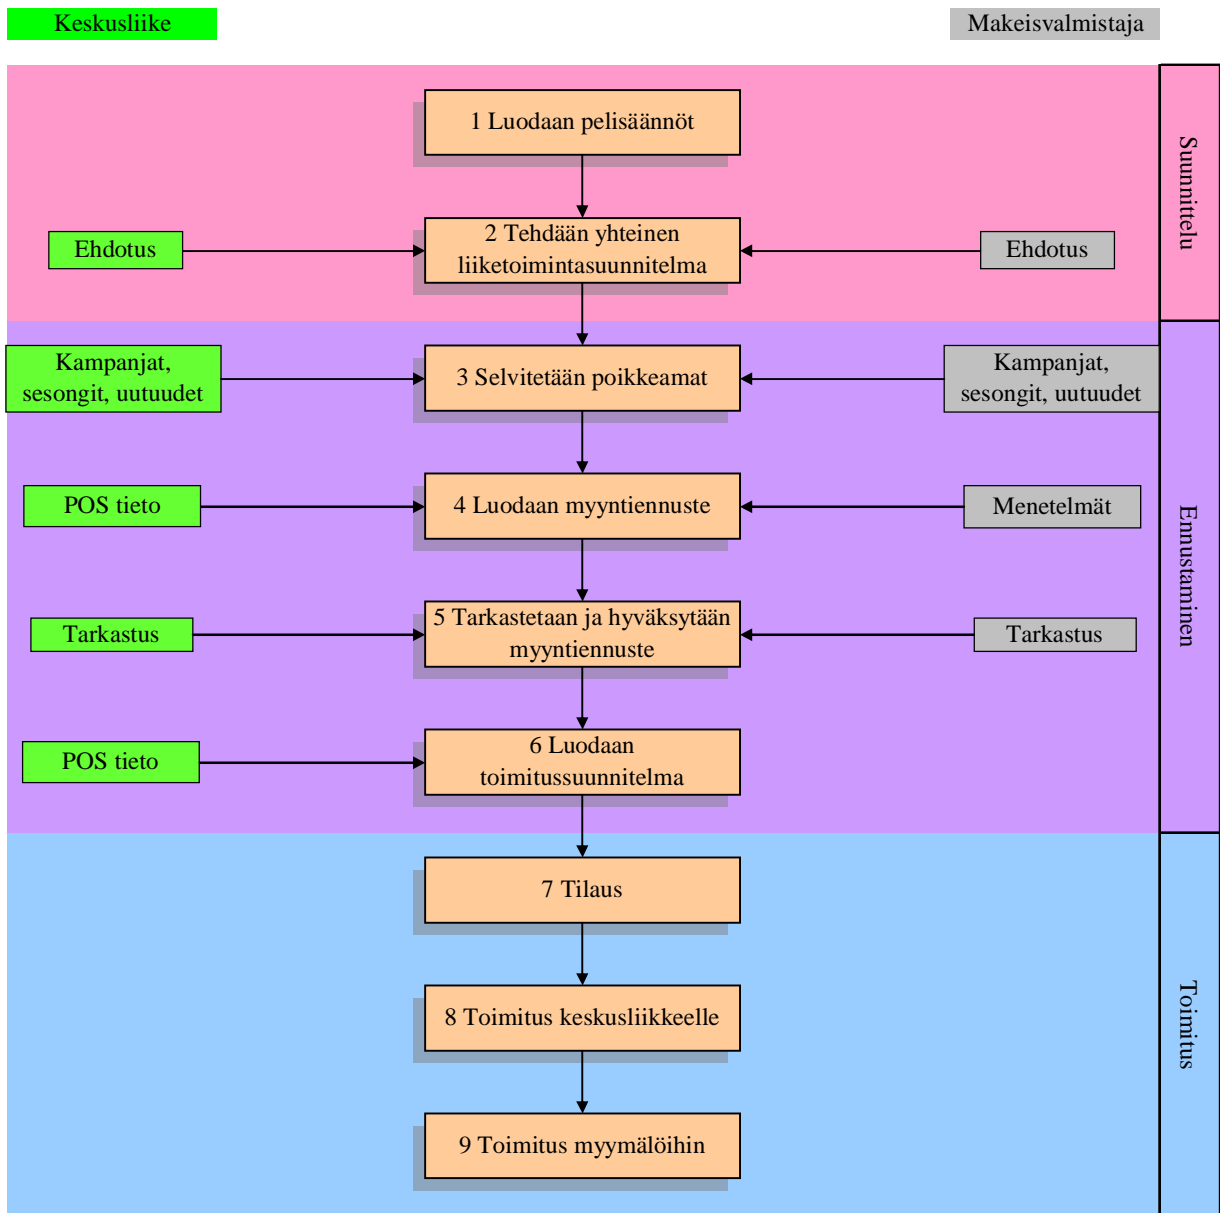 Keskusliike
Makeisvalmistaja
1 Luodaan pelisäännöt
Suunnittelu
Ehdotus
2 Tehdään yhteinen
liiketoimintasuunnitelma
Ehdotus
Kampanjat,
sesongit, uutuudet
3 Selvitetään poikkeamat
Kampanjat,
sesongit, uutuudet
POS tieto
4 Luodaan myyntiennuste
Menetelmät
Ennustaminen
Tarkastus
5 Tarkastetaan ja hyväksytään
myyntiennuste
Tarkastus
POS tieto
6 Luodaan
toimitussuunnitelma
7 Tilaus
8 Toimitus keskusliikkeelle
Toimitus
9 Toimitus myymälöihin